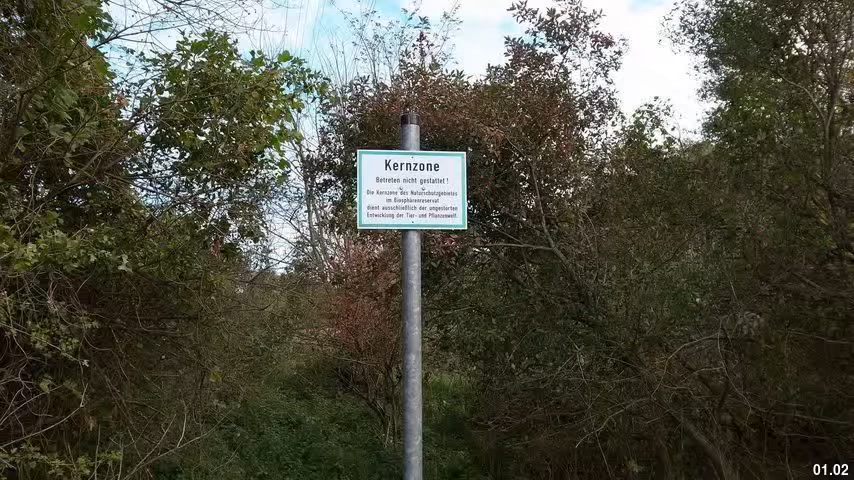 Kernzone
Betreten nicht gestattet!
Die Kernzone des Naturschutzgebietes
im Biosphärenreservat
dient ausschließlich der ungestörten
Entwicklung der Tier- und Pflanzenwelt.
01.02